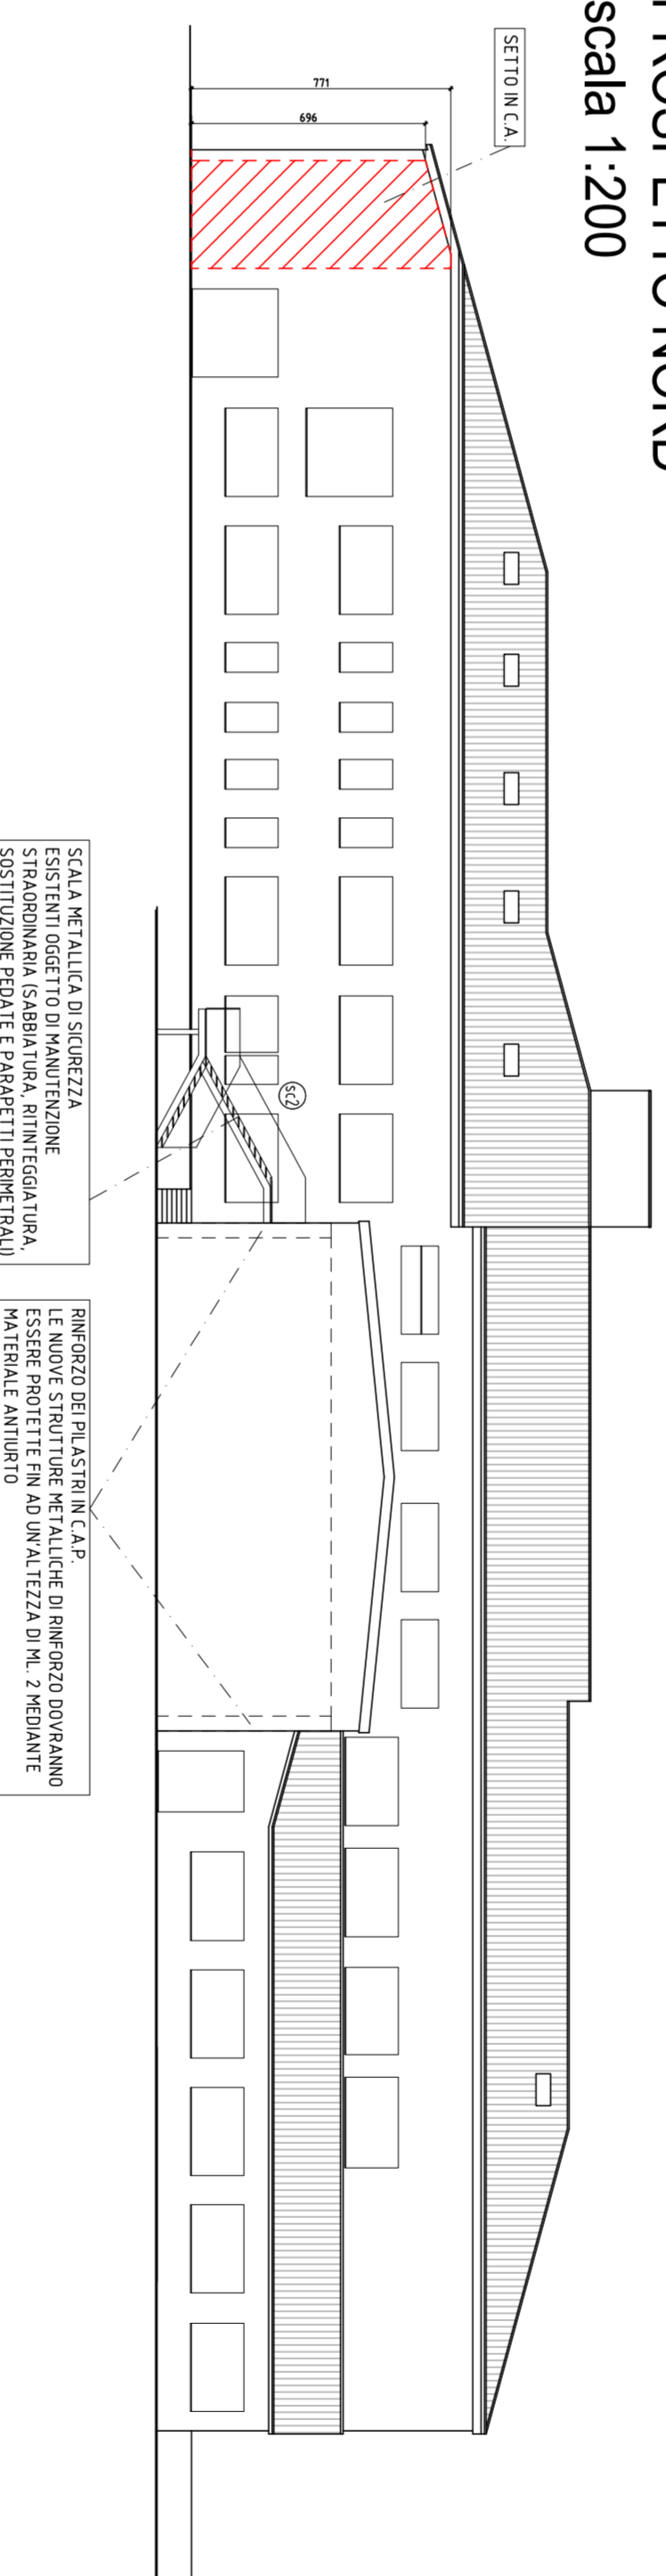 PROSPETTO NORD
scala 1:200
SETTO IN C.A.
771
696
SC2
SCALA METALLICA DI SICUREZZA
ESISTENTI OGGETTO DI MANUTENZIONE
STRAORDINARIA (SABBIATURA, RITINTEGGIATURA,
SOSTITUZIONE PEDATE E PARAPETTI PERIMETRALI)
RINFORZO DEI PILASTRI IN C.A.P.
LE NUOVE STRUTTURE METALLICHE DI RINFORZO DOVRANNO
ESSERE PROTETTE FIN AD UN'ALTEZZA DI ML. 2 MEDIANTE
MATERIALE ANTIURTO